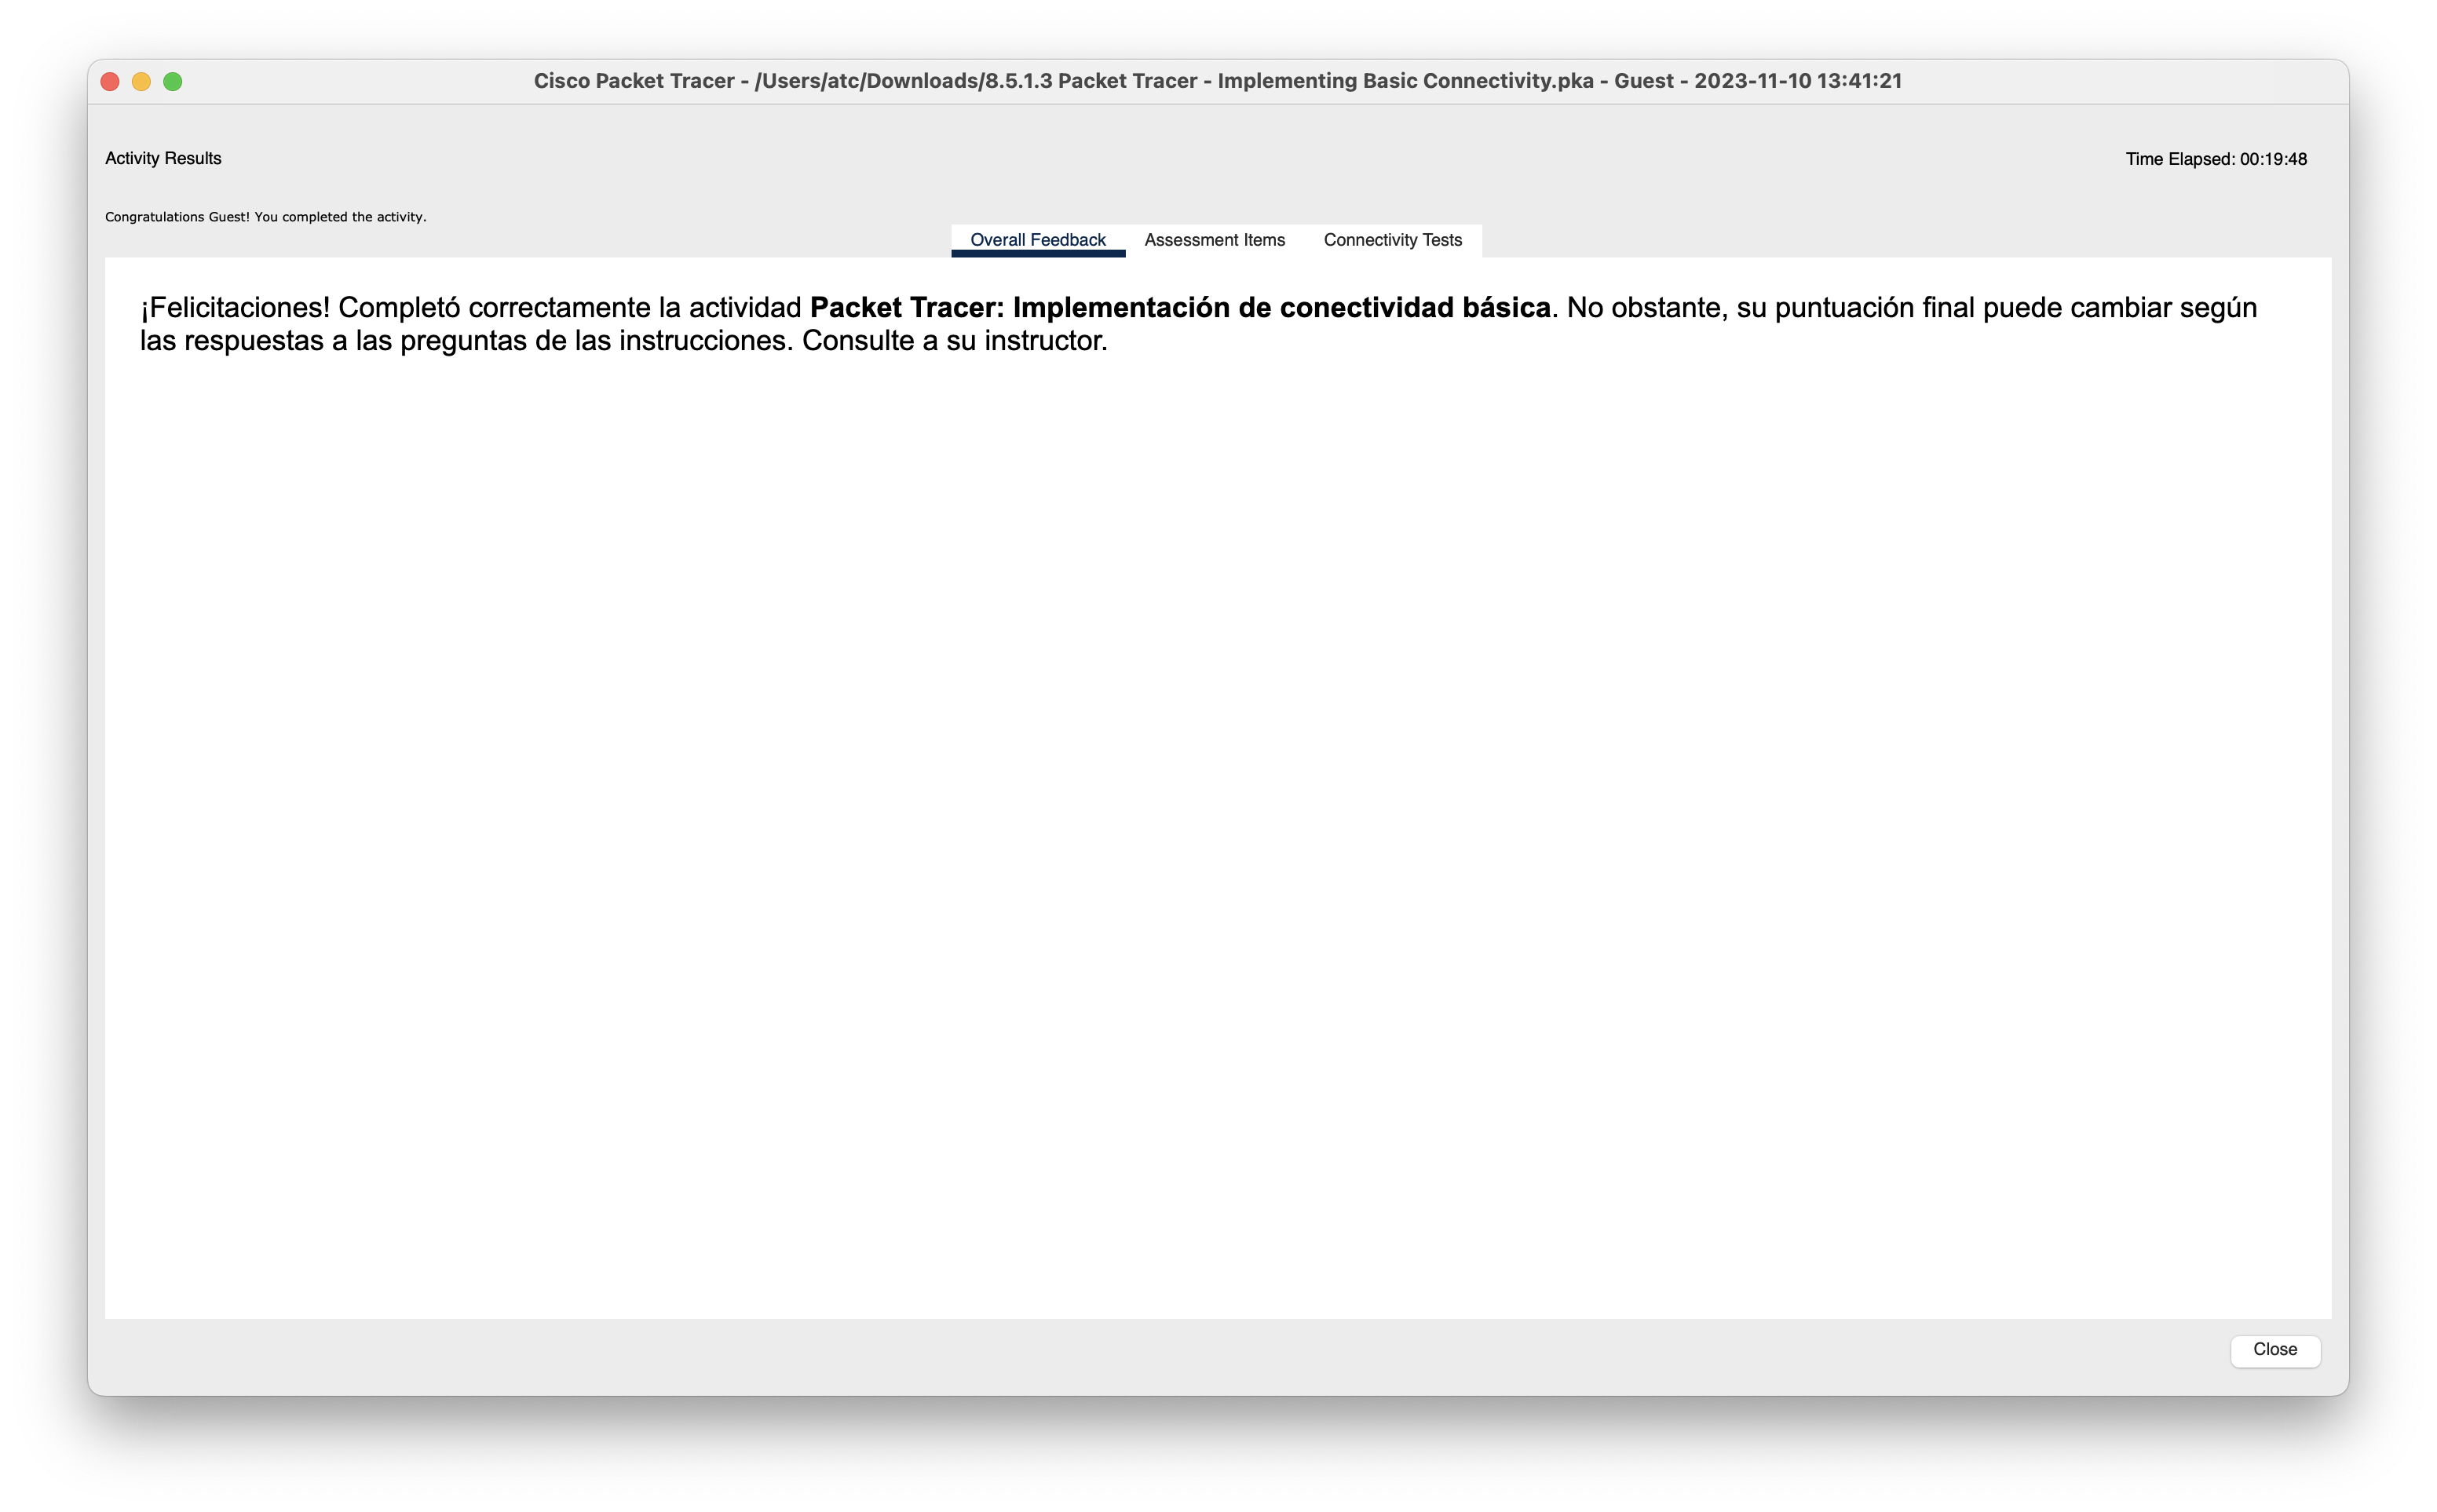 Cisco Packet Tracer - /Users/atc/Downloads/8.5.1.3 Packet Tracer - Implementing Basic Connectivity.pka - Guest - 2023-11-10 13:41:21
Activity Results
Time Elapsed: 00:19:48
Congratulations Guest! You completed the activity.
Overall Feedback
Assessment Items
Connectivity Tests
¡Felicitaciones! Completó correctamente la actividad Packet Tracer: Implementación de conectividad básica. No obstante, su puntuación final puede cambiar según
las respuestas a las preguntas de las instrucciones. Consulte a su instructor.
Close